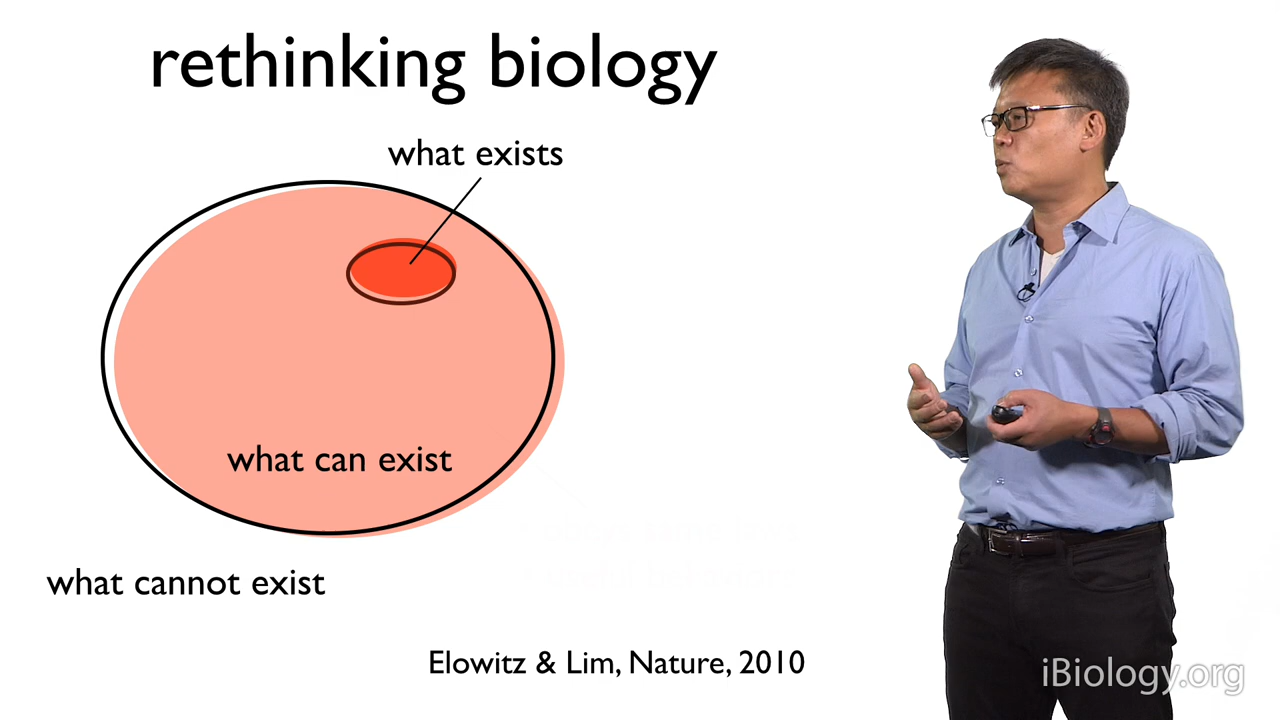 rethinking biology
what exists
what can exist
what cannot exist
Elowitz & Lim, Nature, 2010
iBiology.org